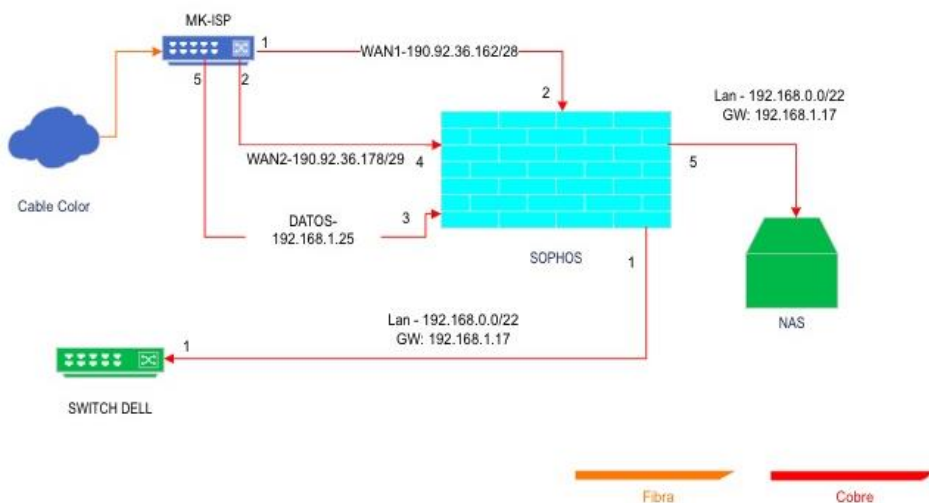 MK-ISP
1
WAN1-190.92.36.162/28
5
2
2
Lan - 192.168.0.0/22
GW: 192.168.1.17
WAN2-190.92.36.178/29
4
5
Cable Color
DATOS-
192.168.1.25
3
SOPHOS
1
NAS
Lan - 192.168.0.0/22
GW: 192.168.1.17
1
SWITCH DELL
Fibra
Cobre